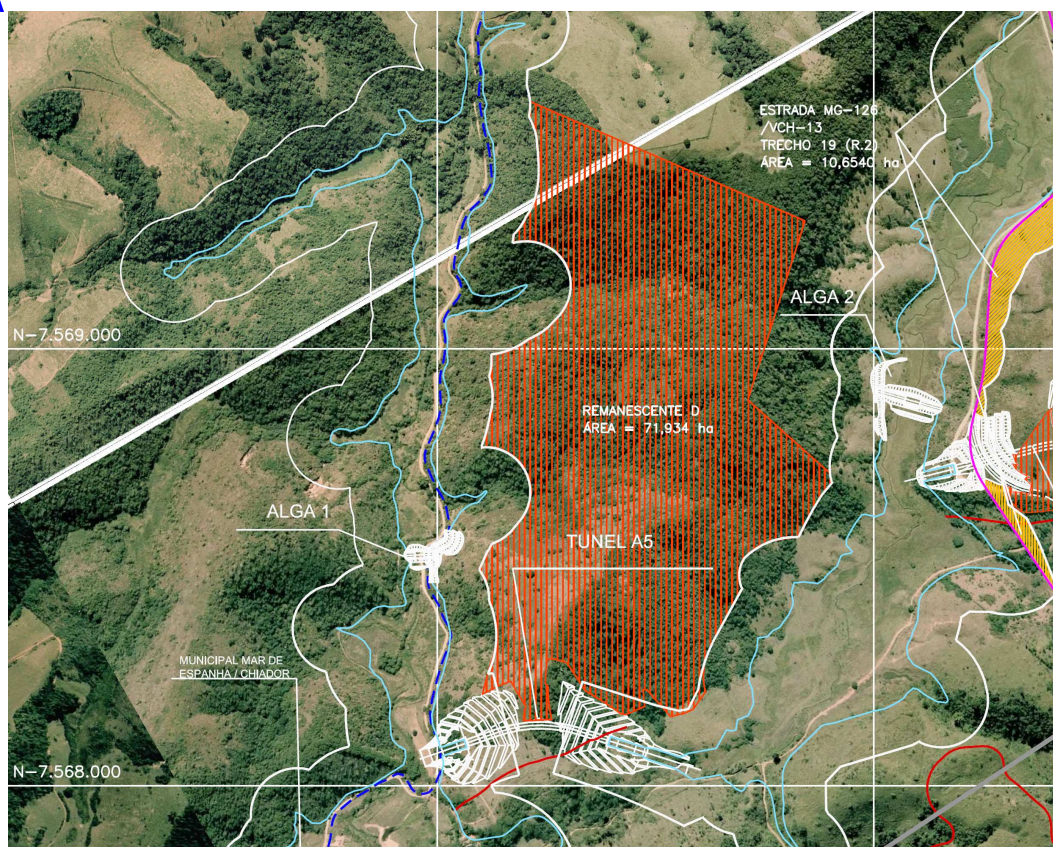 ESTRADA MG-126
/VCH-13
TRECHO 19 (R.2)
ÁREA = 10,6540 ha
ALGA 2
N-7.569.000
REMANESCENTE D
ÁREA = 71,934 ha
ALGA 1
TUNEL A5
MUNICIPAL MAR DE
ESPANHA / CHIADOR
N-7.568.000